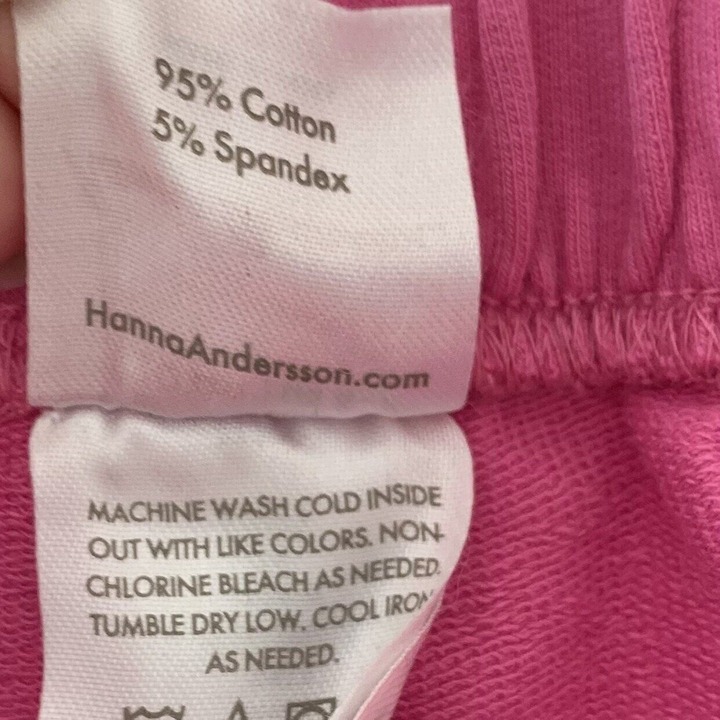 95% Cotton
5% Spandex
HannaAndersson.com
MACHINE WASH COLD INSIDE
OUT WITH LIKE COLORS. NON-
CHLORINE BLEACH AS NEEDED.
TUMBLE DRY LOW. COOL IRON
AS NEEDED.